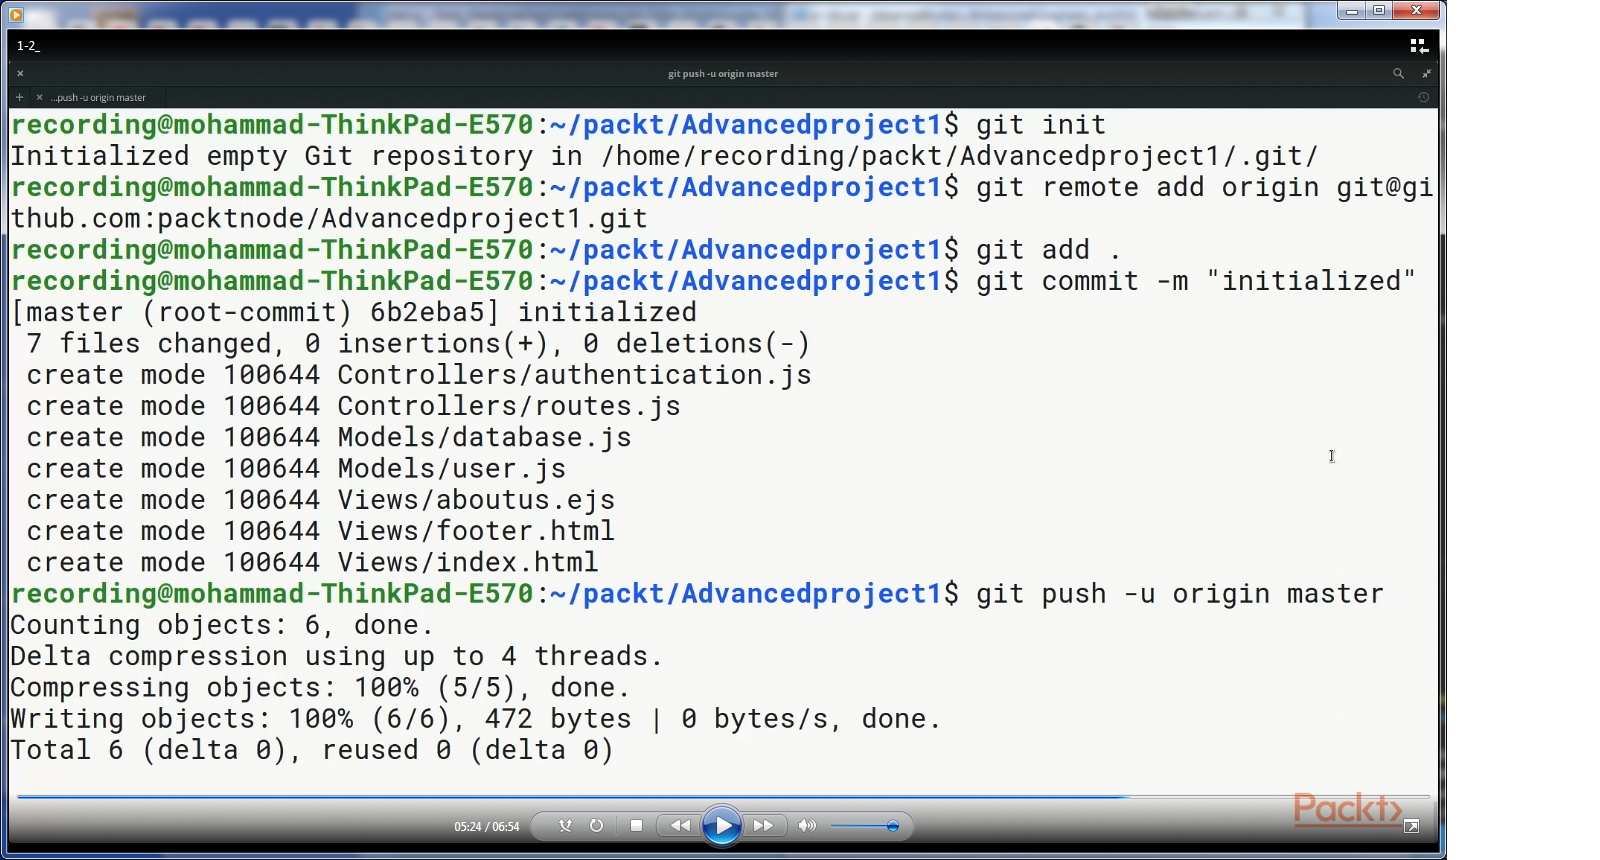 1-2_
git push -u origin master
...push -u origin master
recording@mohammad-ThinkPad-E570:~/packt/Advancedproject1$ git init
Initialized empty Git repository in /home/recording/packt/Advancedproject1/.git/
recording@mohammad-ThinkPad-E570:~/packt/Advancedproject1$ git remote add origin git@gi
thub.com:packtnode/Advancedproject1.git
recording@mohammad-ThinkPad-E570:~/packt/Advancedproject1$ git add .
recording@mohammad-ThinkPad-E570:~/packt/Advancedproject1$ git commit -m "initialized"
[master (root-commit) 6b2eba5] initialized
 7 files changed, 0 insertions(+), 0 deletions(-)
 create mode 100644 Controllers/authentication.js
 create mode 100644 Controllers/routes.js
 create mode 100644 Models/database.js
 create mode 100644 Models/user.js
 create mode 100644 Views/aboutus.ejs
 create mode 100644 Views/footer.html
 create mode 100644 Views/index.html
recording@mohammad-ThinkPad-E570:~/packt/Advancedproject1$ git push -u origin master
Counting objects: 6, done.
Delta compression using up to 4 threads.
Compressing objects: 100% (5/5), done.
Writing objects: 100% (6/6), 472 bytes | 0 bytes/s, done.
Total 6 (delta 0), reused 0 (delta 0)
Packt>
05:24 / 06:54